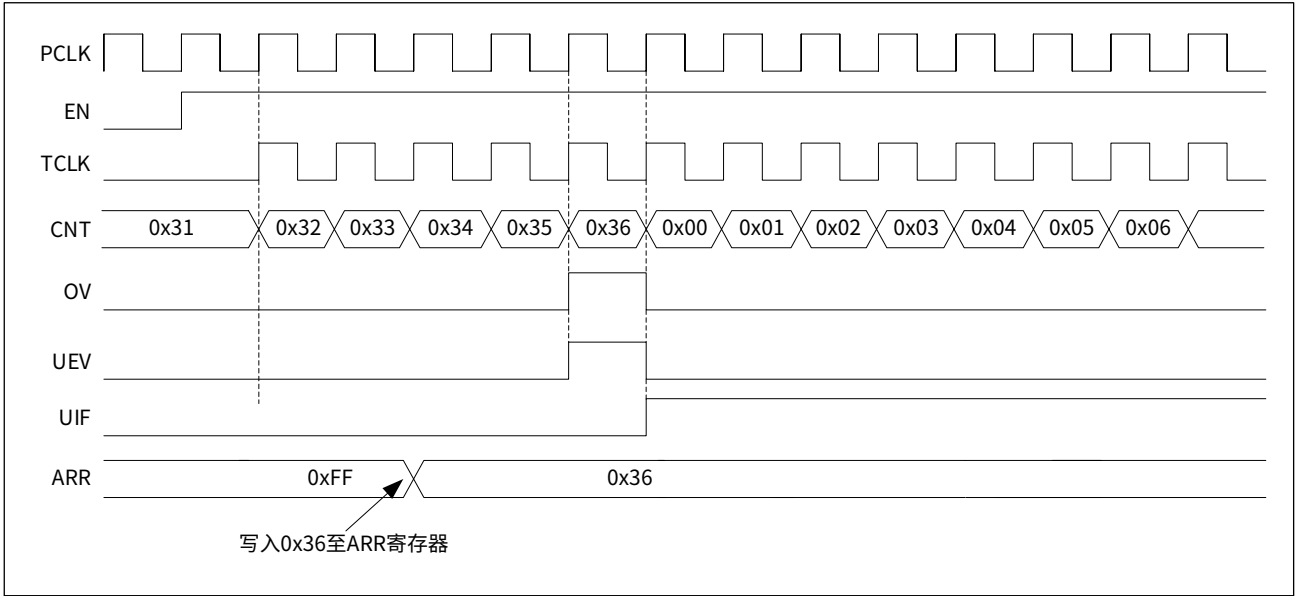 PCLK
EN
TCLK
CNT 0x31 0x32 0x33 0x34 0x35 0x36 0x00 0x01 0x02 0x03 0x04 0x05 0x06
OV
UEV
UIF
ARR 0xFF 0x36
写入0x36至ARR寄存器